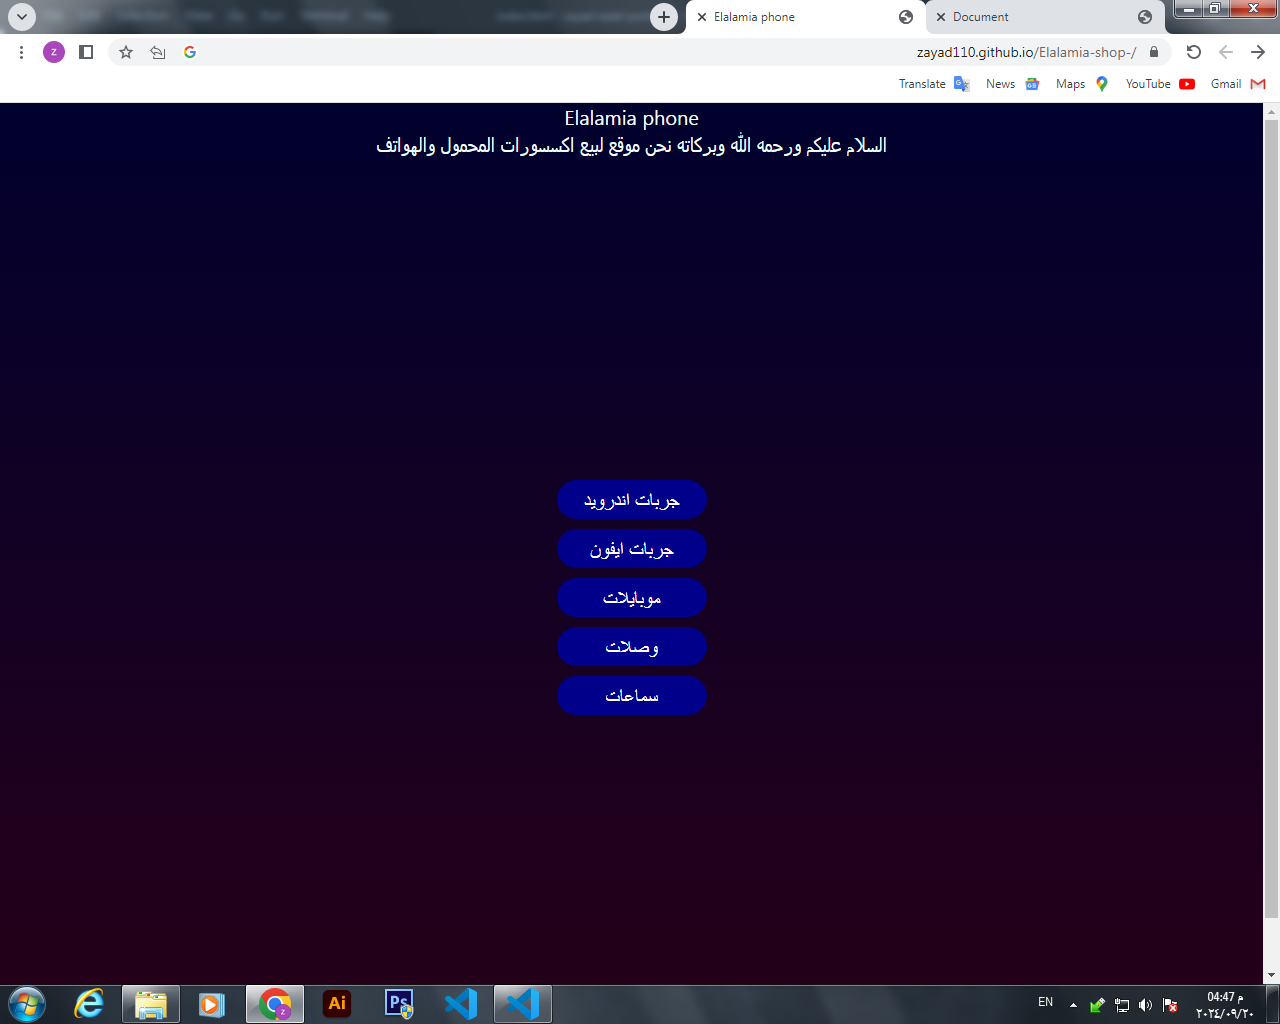 Elalamia phone
Document
z
zayad110.github.io/Elalamia-shop-/
Translate
News
Maps
YouTube
Gmail
Elalamia phone
السلام عليكم ورحمه الله وبركاته نحن موقع لبيع اكسسورات المحمول والهواتف
جربات اندرويد
جربات ايفون
موبايلات
وصلات
سماعات
z
Ai
Ps
EN
04:47 م
٢٠٢٤/٠٩/٢٠